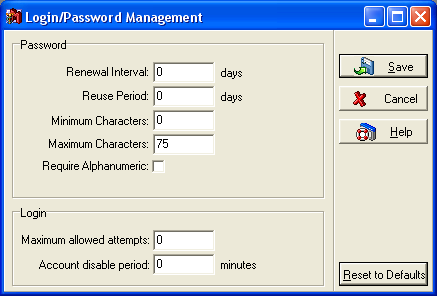 Login/Password Management
Password
Renewal Interval: 0 days
Reuse Period: 0 days
Minimum Characters: 0
Maximum Characters: 75
Require Alphanumeric:
Login
Maximum allowed attempts: 0
Account disable period: 0 minutes
Save
Cancel
Help
Reset to Defaults